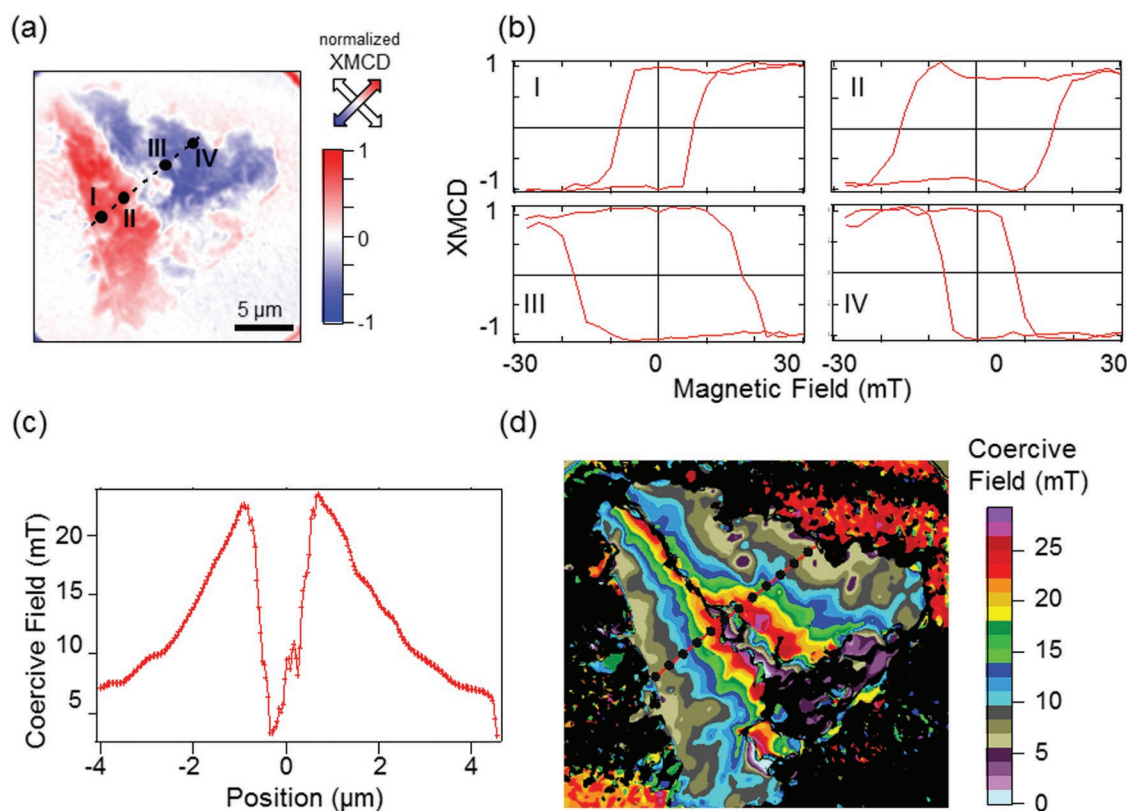 (a)
normalized
XMCD
I
II
III
IV
5 µm
1
0
-1
(b)
I
II
III
IV
1
-1
1
-1
XMCD
-30
0
30
-30
0
30
Magnetic Field (mT)
(c)
Coercive Field (mT)
20
15
10
5
-4
-2
0
2
4
Position (µm)
(d)
Coercive
Field (mT)
25
20
15
10
5
0